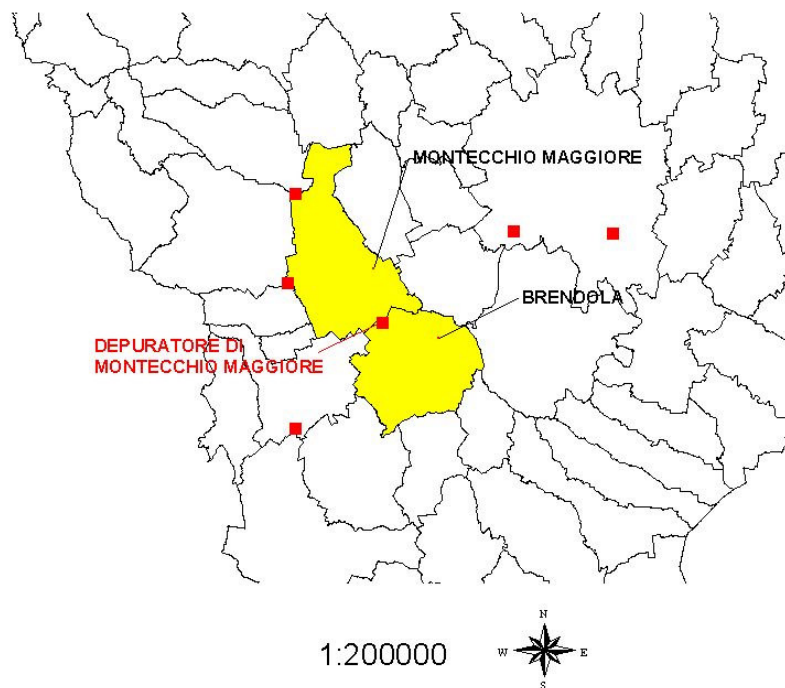 MONTECCHIO MAGGIORE
BRENDOLA
DEPURATORE DI
MONTECCHIO MAGGIORE
1:200000
N
W E
S